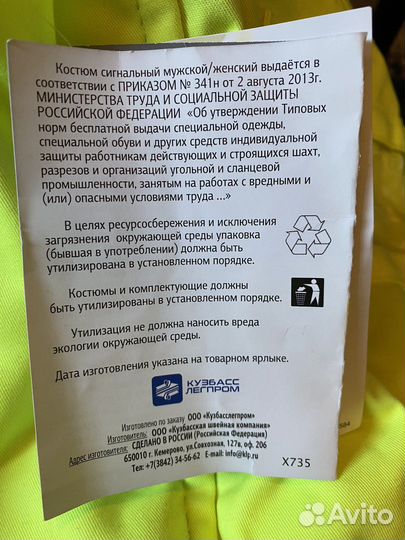 Костюм сигнальный мужской/женский выдаётся в
соответствии с ПРИКАЗОМ № 341н от 2 августа 2013г.
МИНИСТЕРСТВА ТРУДА И СОЦИАЛЬНОЙ ЗАЩИТЫ
РОССИЙСКОЙ ФЕДЕРАЦИИ «Об утверждении Типовых
норм бесплатной выдачи специальной одежды,
специальной обуви и других средств индивидуальной
защиты работникам действующих и строящихся шахт,
разрезов и организаций угольной и сланцевой
промышленности, занятым на работах с вредными и
(или) опасными условиями труда ...»
В целях ресурсосбережения и исключения
загрязнения окружающей среды упаковка
(бывшая в употреблении) должна быть
утилизирована в установленном порядке.
Костюмы и комплектующие должны
быть утилизированы в установленном порядке.
Утилизация не должна наносить вреда
экологии окружающей среды.
Дата изготовления указана на товарном ярлыке.
КУЗБАСС
ЛЕГПРОМ
Изготовлено по заказу ООО «Кузбасслегпром»
Изготовитель: ООО «Кузбасская швейная компания»
СДЕЛАНО В РОССИИ (Российская Федерация)
Адрес изготовителя: 650010 г. Кемерово, ул.Совхозная, 127в, оф. 206
Тел: +7(3842) 34-56-62 E-mail: info@klp.ru
X735
584
Avito